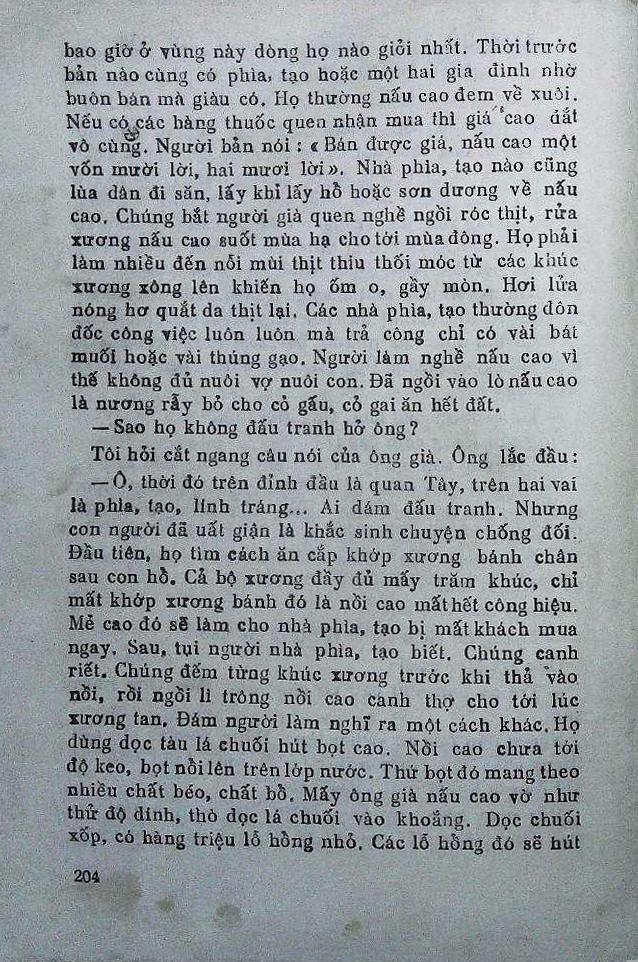 bao giờ ở vùng này dòng họ nào giỏi nhất. Thời trước
bản nào cùng có phìa, tạo hoặc một hai gia đình nhờ
buôn bán mà giàu có. Họ thường nấu cao đem về xuôi.
Nếu có các hàng thuốc quen nhận mua thì giá cao đắt
vô cùng. Người bản nói : « Bán được giá, nấu cao một
vốn mười lời, hai mươi lời ». Nhà phìa, tạo nào cũng
lùa dân đi săn, lấy khỉ lấy hổ hoặc sơn dương về nấu
cao. Chúng bắt người già quen nghề ngồi róc thịt, rửa
xương nấu cao suốt mùa hạ cho tới mùa đông. Họ phải
làm nhiều đến nỗi mùi thịt thiu thối móc từ các khúc
xương xông lên khiến họ ốm o, gầy mòn. Hơi lửa
nóng hơ quắt da thịt lại. Các nhà phìa, tạo thường đôn
đốc công việc luôn luôn mà trả công chỉ có vài bát
muối hoặc vài thúng gạo. Người làm nghề nấu cao vì
thế không đủ nuôi vợ nuôi con. Đã ngồi vào lò nấu cao
là nương rẫy bỏ cho cỏ gấu, cỏ gai ăn hết đất.
— Sao họ không đấu tranh hở ông ?
Tôi hỏi cắt ngang câu nói của ông già. Ông lắc đầu :
— Ô, thời đó trên đỉnh đầu là quan Tây, trên hai vai
là phìa, tạo, lính tráng... Ai dám đấu tranh. Nhưng
con người đã uất giận là khắc sinh chuyện chống đối.
Đầu tiên, họ tìm cách ăn cắp khớp xương bánh chân
sau con hổ. Cả bộ xương đầy đủ mấy trăm khúc, chỉ
mất khớp xương bánh đó là nồi cao mất hết công hiệu.
Mẻ cao đó sẽ làm cho nhà phìa, tạo bị mất khách mua
ngay. Sau, tụi người nhà phìa, tạo biết. Chúng canh
riết. Chúng đếm từng khúc xương trước khi thả vào
nồi, rồi ngồi lì trông nồi cao canh thợ cho tới lúc
xương tan. Đám người làm nghĩ ra một cách khác. Họ
dùng dọc tàu lá chuối hút bọt cao. Nồi cao chưa tới
độ keo, bọt nổi lên trên lớp nước. Thứ bọt đó mang theo
nhiều chất béo, chất bổ. Mấy ông già nấu cao vờ như
thử độ dính, thò dọc lá chuối vào khoắng. Dọc chuối
xốp, có hàng triệu lỗ hổng nhỏ. Các lỗ hổng đó sẽ hút
204